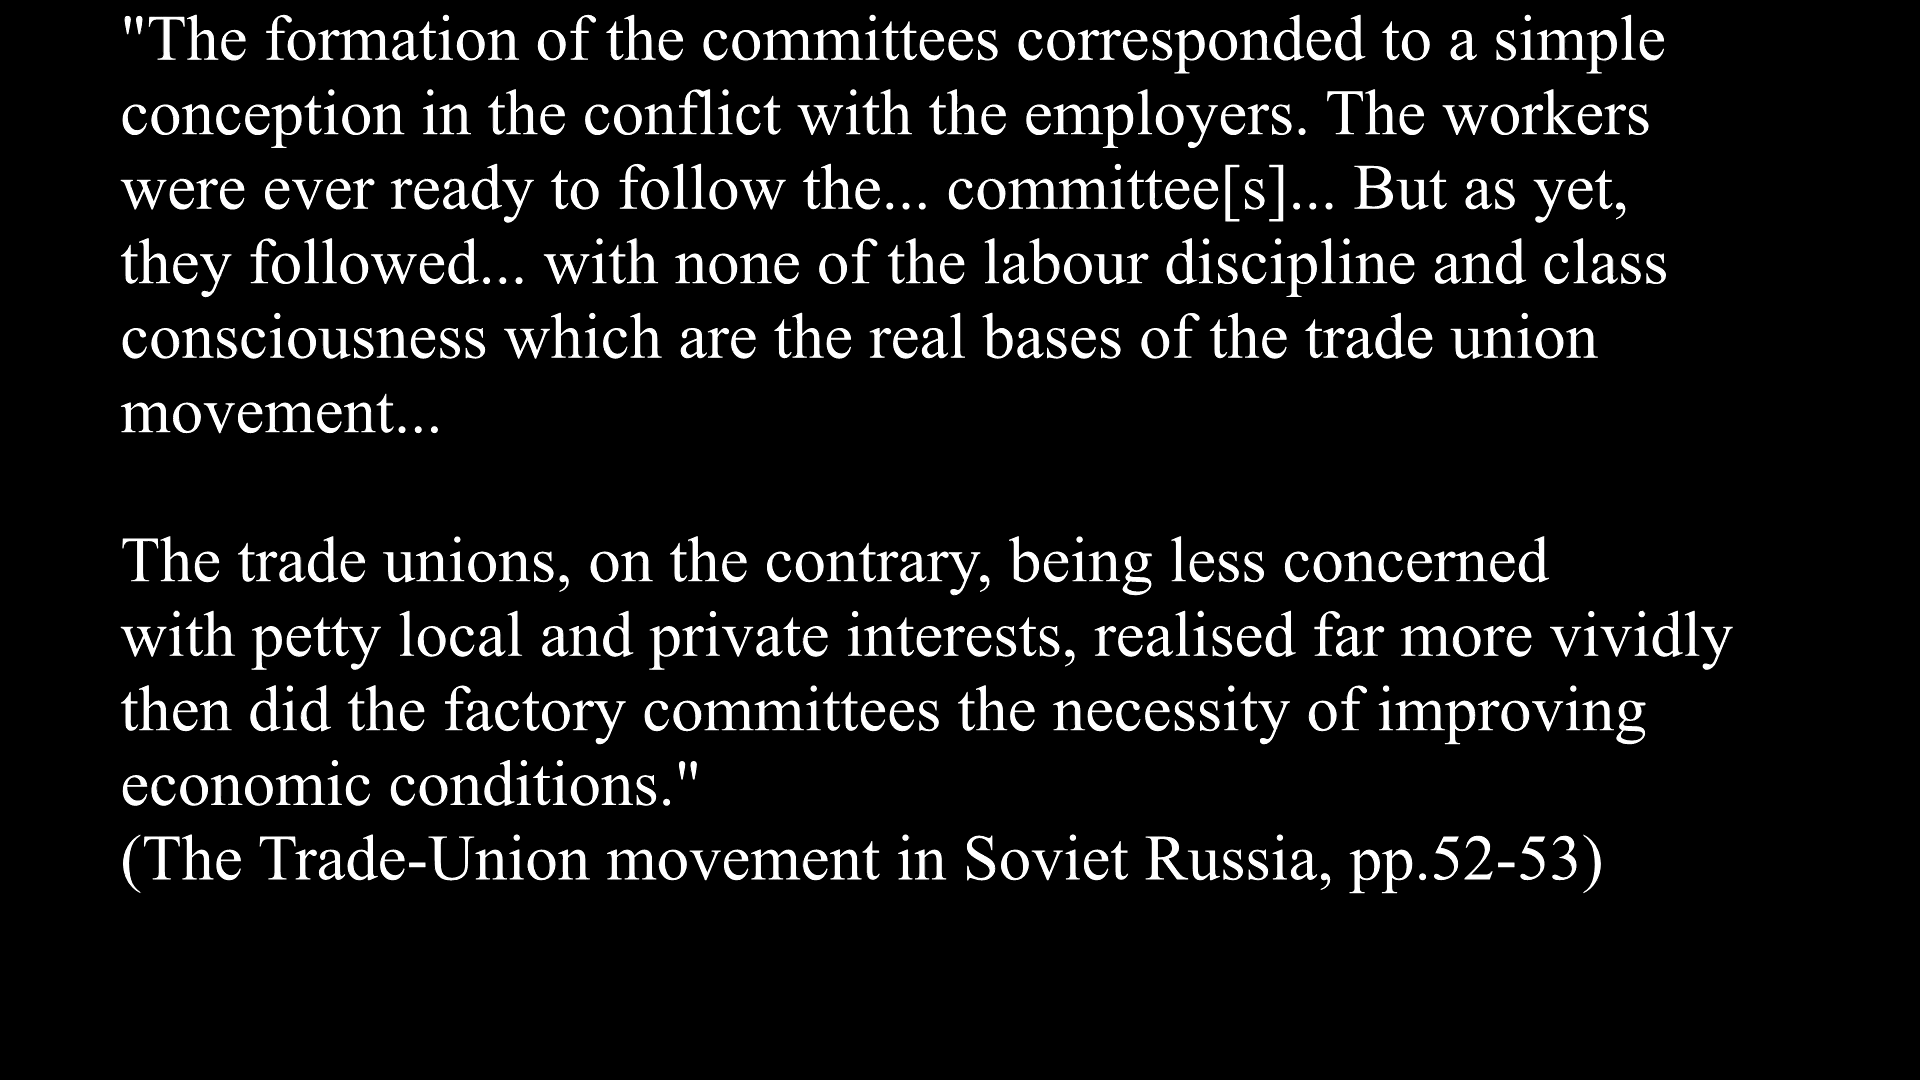 "The formation of the committees corresponded to a simple
conception in the conflict with the employers. The workers
were ever ready to follow the... committee[s]... But as yet,
they followed... with none of the labour discipline and class
consciousness which are the real bases of the trade union
movement...
The trade unions, on the contrary, being less concerned
with petty local and private interests, realised far more vividly
then did the factory committees the necessity of improving
economic conditions."
(The Trade-Union movement in Soviet Russia, pp.52-53)